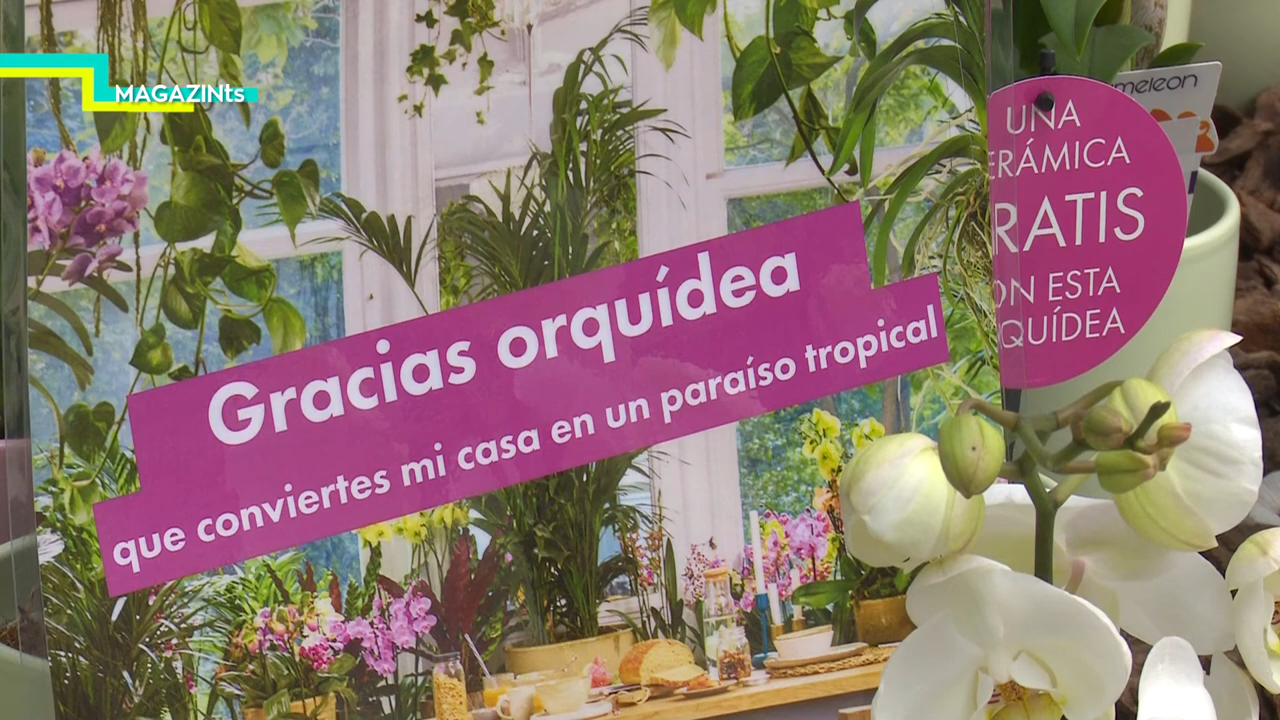 MAGAZINts
Gracias orquídea
que conviertes mi casa en un paraíso tropical
meleon
UNA
ERÁMICA
RATIS
ON ESTA
QUÍDEA